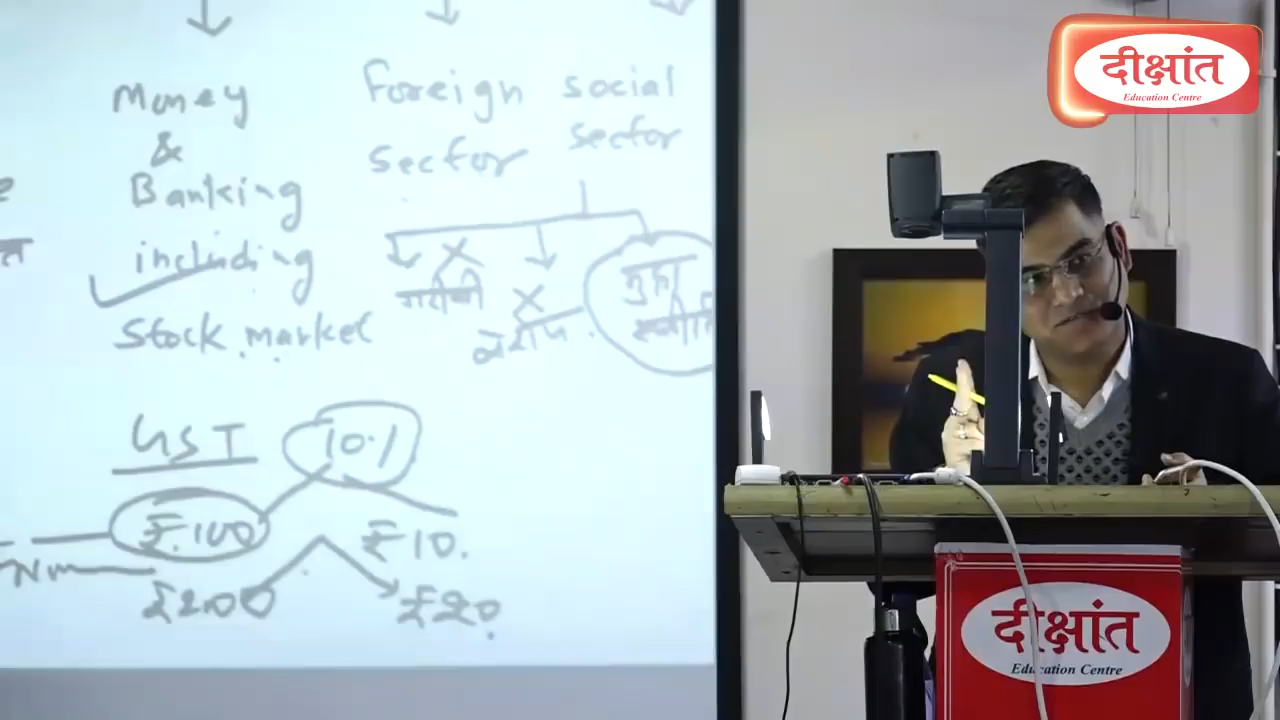 Money
&
Banking
including
Stock market
Foreign
sector
social
sector
गरीबी
मुद्रा
GST
10%
₹100
₹10.
₹200
₹20
दीक्षांत
Education Centre
दीक्षांत
Education Centre